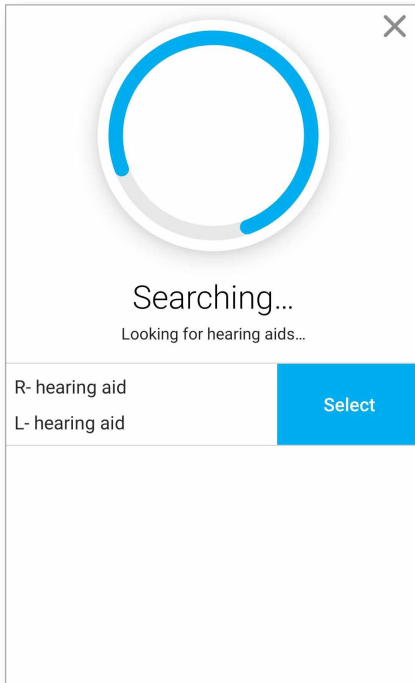 Searching...
Looking for hearing aids...
R- hearing aid
L- hearing aid
Select